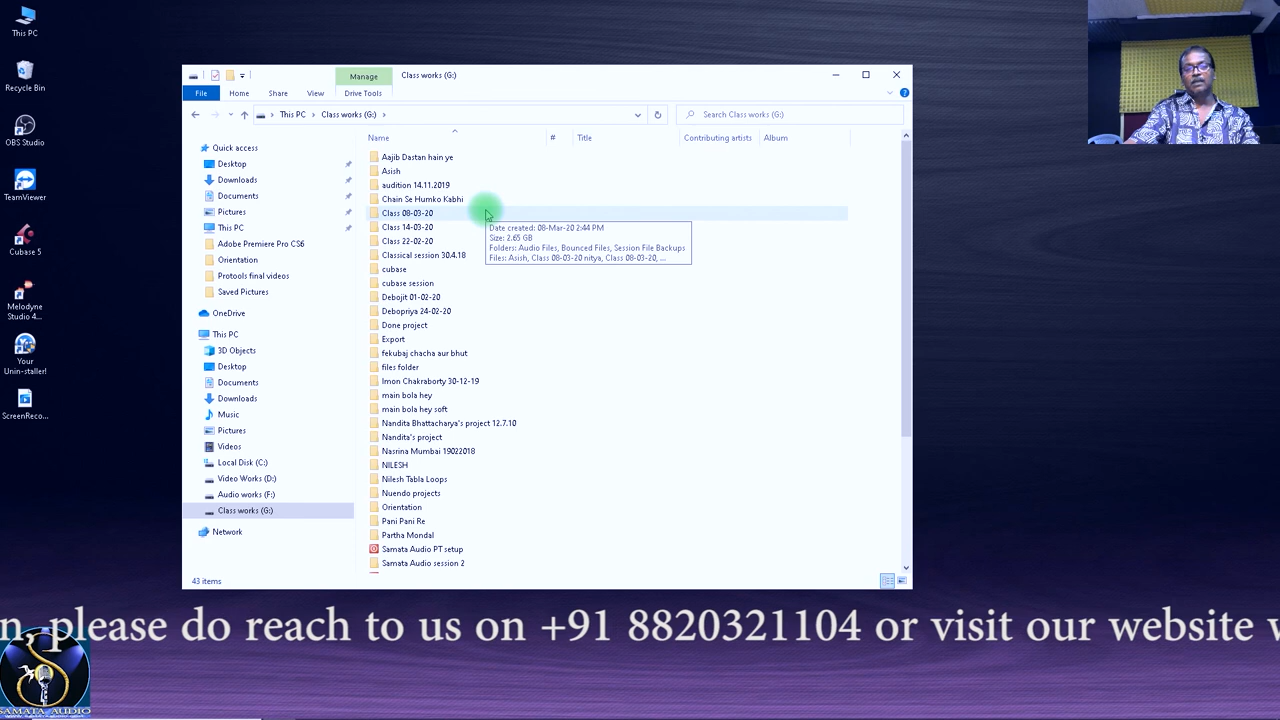 This PC
Recycle Bin
OBS Studio
TeamViewer
Cubase 5
Melodyne
Studio 4...
Your
Unin-staller!
ScreenReco...
Manage
Class works (G:)
File
Home
Share
View
Drive Tools
This PC
Class works (G:)
Search Class works (G:)
Name
#
Title
Contributing artists
Album
Quick access
Desktop
Downloads
Documents
Pictures
This PC
Adobe Premiere Pro CS6
Orientation
Protools final videos
Saved Pictures
OneDrive
This PC
3D Objects
Desktop
Documents
Downloads
Music
Pictures
Videos
Local Disk (C:)
Video Works (D:)
Audio works (F:)
Class works (G:)
Network
Aajib Dastan hain ye
Asish
audition 14.11.2019
Chain Se Humko Kabhi
Class 08-03-20
Class 14-03-20
Class 22-02-20
Classical session 30.4.18
cubase
cubase session
Debojit 01-02-20
Debopriya 24-02-20
Done project
Export
fekubaj chacha aur bhut
files folder
Imon Chakraborty 30-12-19
main bola hey
main bola hey soft
Nandita Bhattacharya's project 12.7.10
Nandita's project
Nasrina Mumbai 19022018
NILESH
Nilesh Tabla Loops
Nuendo projects
Orientation
Pani Pani Re
Partha Mondal
Samata Audio PT setup
Samata Audio session 2
Date created: 08-Mar-20 2:44 PM
Size: 2.65 GB
Folders: Audio Files, Bounced Files, Session File Backups
Files: Asish, Class 08-03-20 nitya, Class 08-03-20, ...
43 items
n, please do reach to us on +91 8820321104 or visit our website w
SAMATA AUDIO